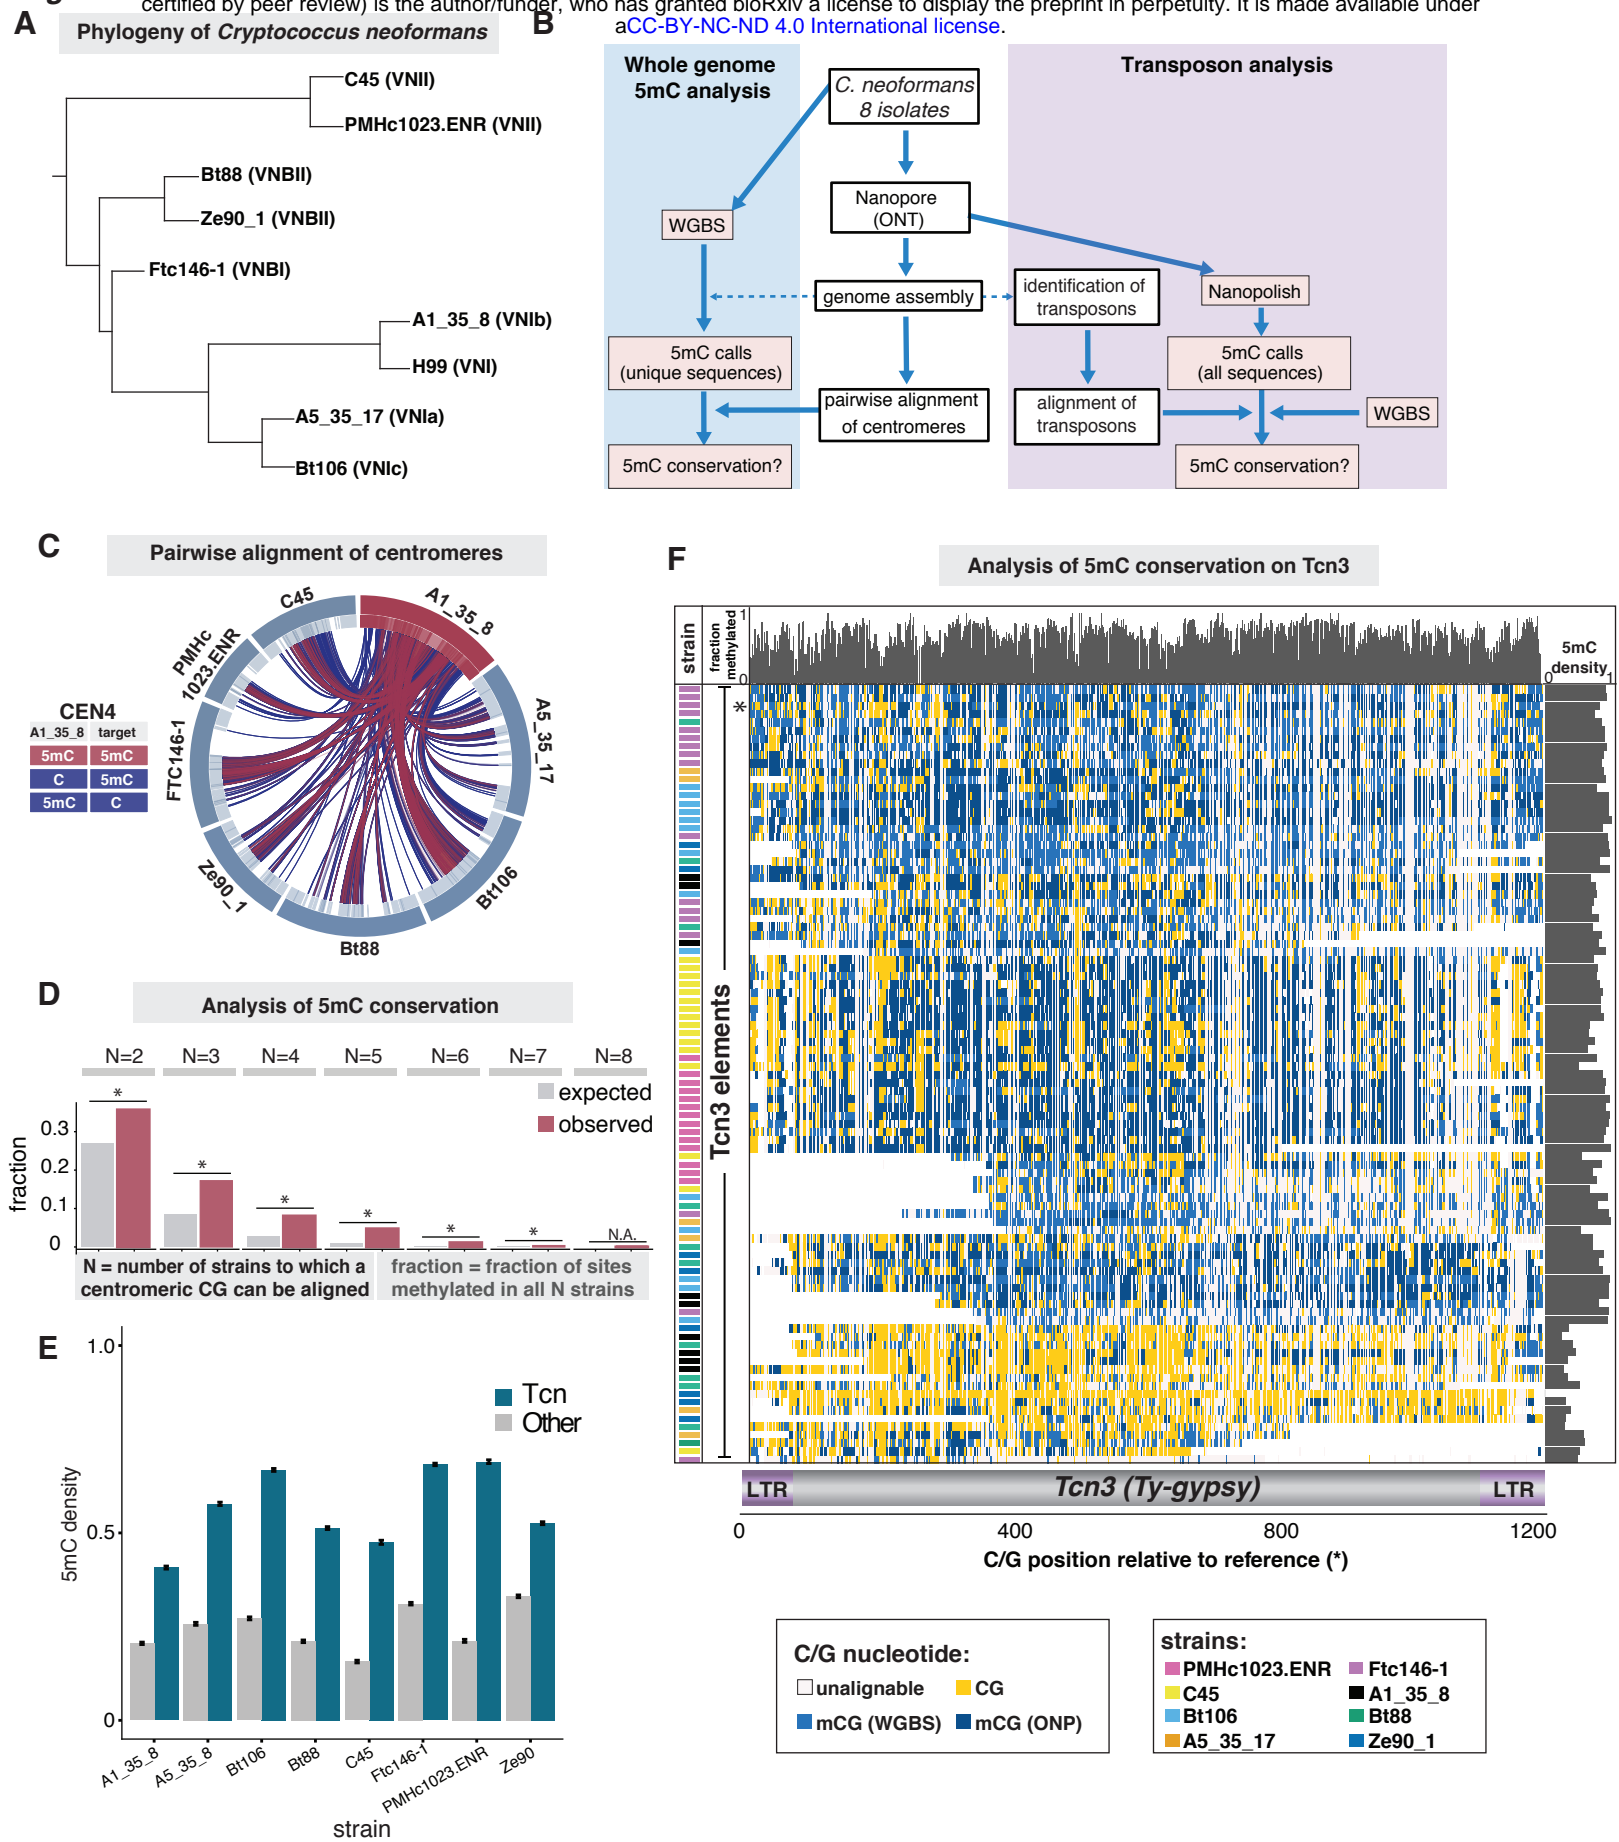 certified by peer review) is the author/funder, who has granted bioRxiv a license to display the preprint in perpetuity. It is made available under
aCC-BY-NC-ND 4.0 International license.
A
Phylogeny of Cryptococcus neoformans
C45 (VNII)
PMHc1023.ENR (VNII)
Bt88 (VNBII)
Ze90_1 (VNBII)
Ftc146-1 (VNBI)
A1_35_8 (VNIb)
H99 (VNI)
A5_35_17 (VNIa)
Bt106 (VNIc)
B
Whole genome
5mC analysis
Transposon analysis
C. neoformans
8 isolates
WGBS
Nanopore
(ONT)
genome assembly
identification of
transposons
Nanopolish
5mC calls
(unique sequences)
5mC calls
(all sequences)
pairwise alignment
of centromeres
alignment of
transposons
WGBS
5mC conservation?
5mC conservation?
C
Pairwise alignment of centromeres
C45
A1_35_8
PMHc
1023.ENR
A5_35_17
FTC146-1
Ze90_1
Bt106
Bt88
CEN4
A1_35_8 target
5mC 5mC
C 5mC
5mC C
D
Analysis of 5mC conservation
N=2 N=3 N=4 N=5 N=6 N=7 N=8
expected
observed
* * * * * * N.A.
fraction
0.3
0.2
0.1
0
N = number of strains to which a
centromeric CG can be aligned
fraction = fraction of sites
methylated in all N strains
E
1.0
0.5
0
5mC density
Tcn
Other
A1_35_8
A5_35_8
Bt106
Bt88
C45
Ftc146-1
PMHc1023.ENR
Ze90
strain
F
Analysis of 5mC conservation on Tcn3
strain
fraction
methylated
1
0
5mC
density
0 1
*
Tcn3 elements
LTR
Tcn3 (Ty-gypsy)
LTR
0 400 800 1200
C/G position relative to reference (*)
C/G nucleotide:
unalignable
CG
mCG (WGBS)
mCG (ONP)
strains:
PMHc1023.ENR
Ftc146-1
C45
A1_35_8
Bt106
Bt88
A5_35_17
Ze90_1